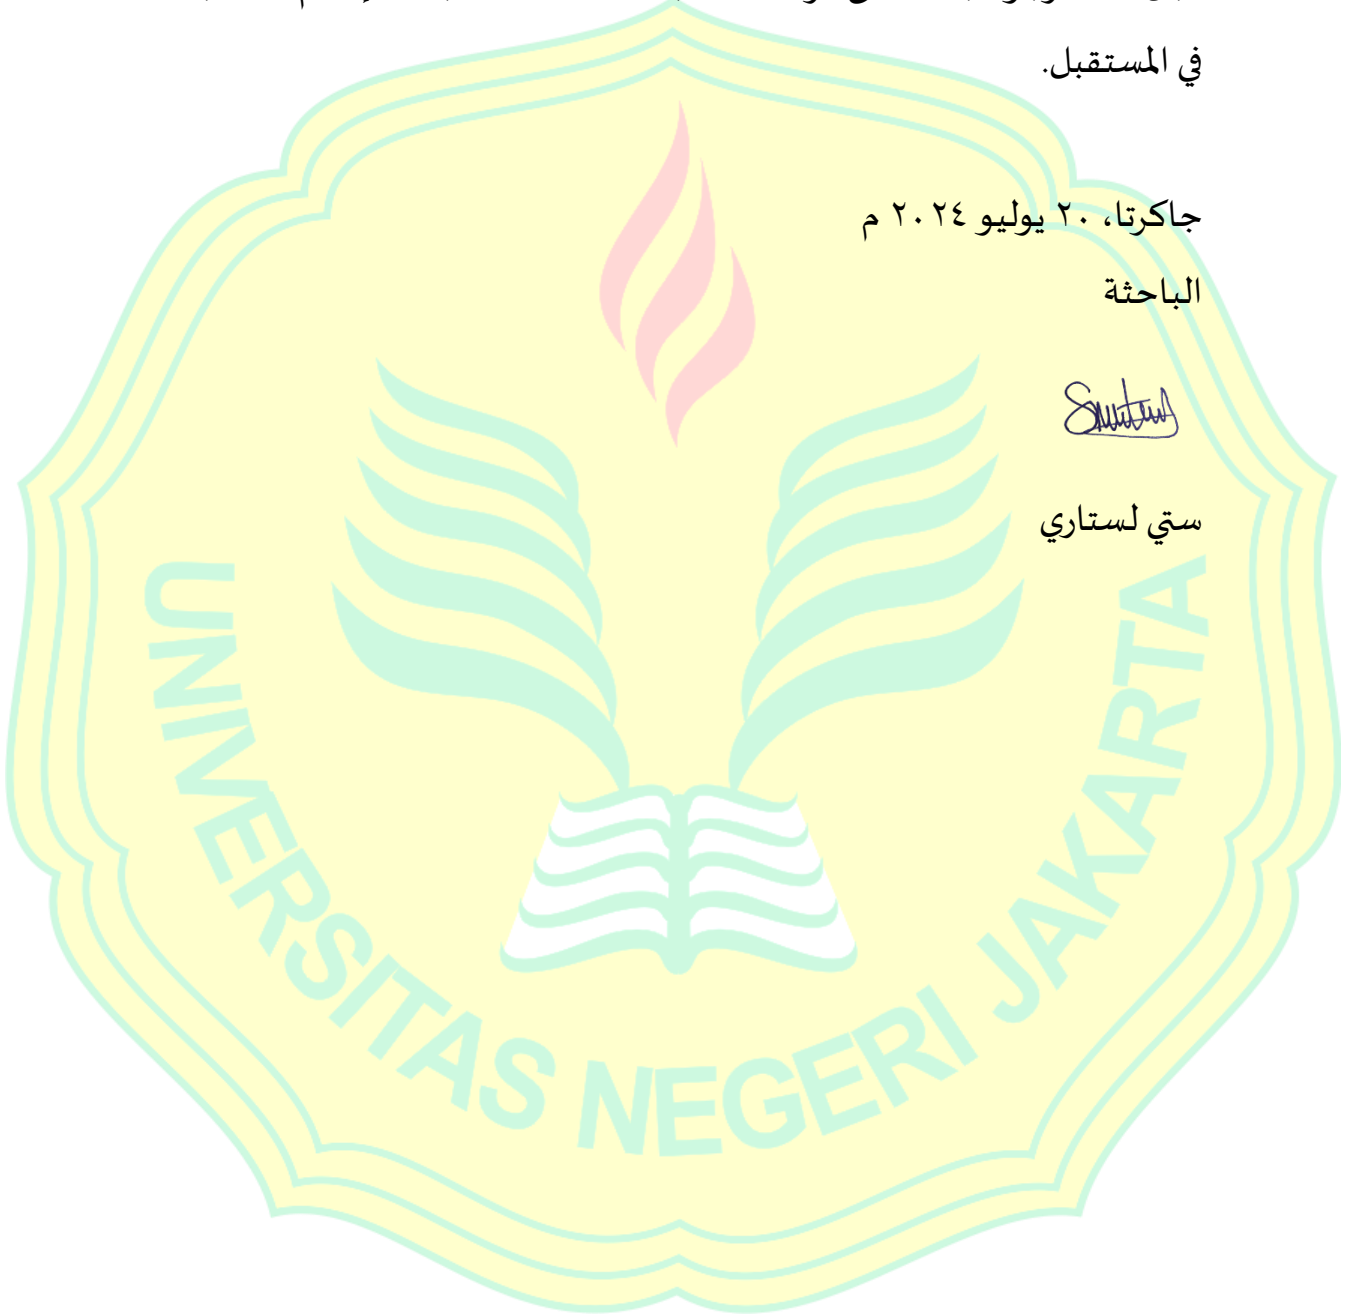 في المستقبل.
جاكرتا، ٢٠ يوليو ٢٠٢٤ م
الباحثة
ستي لستاري
UNIVERSITAS NEGERI JAKARTA